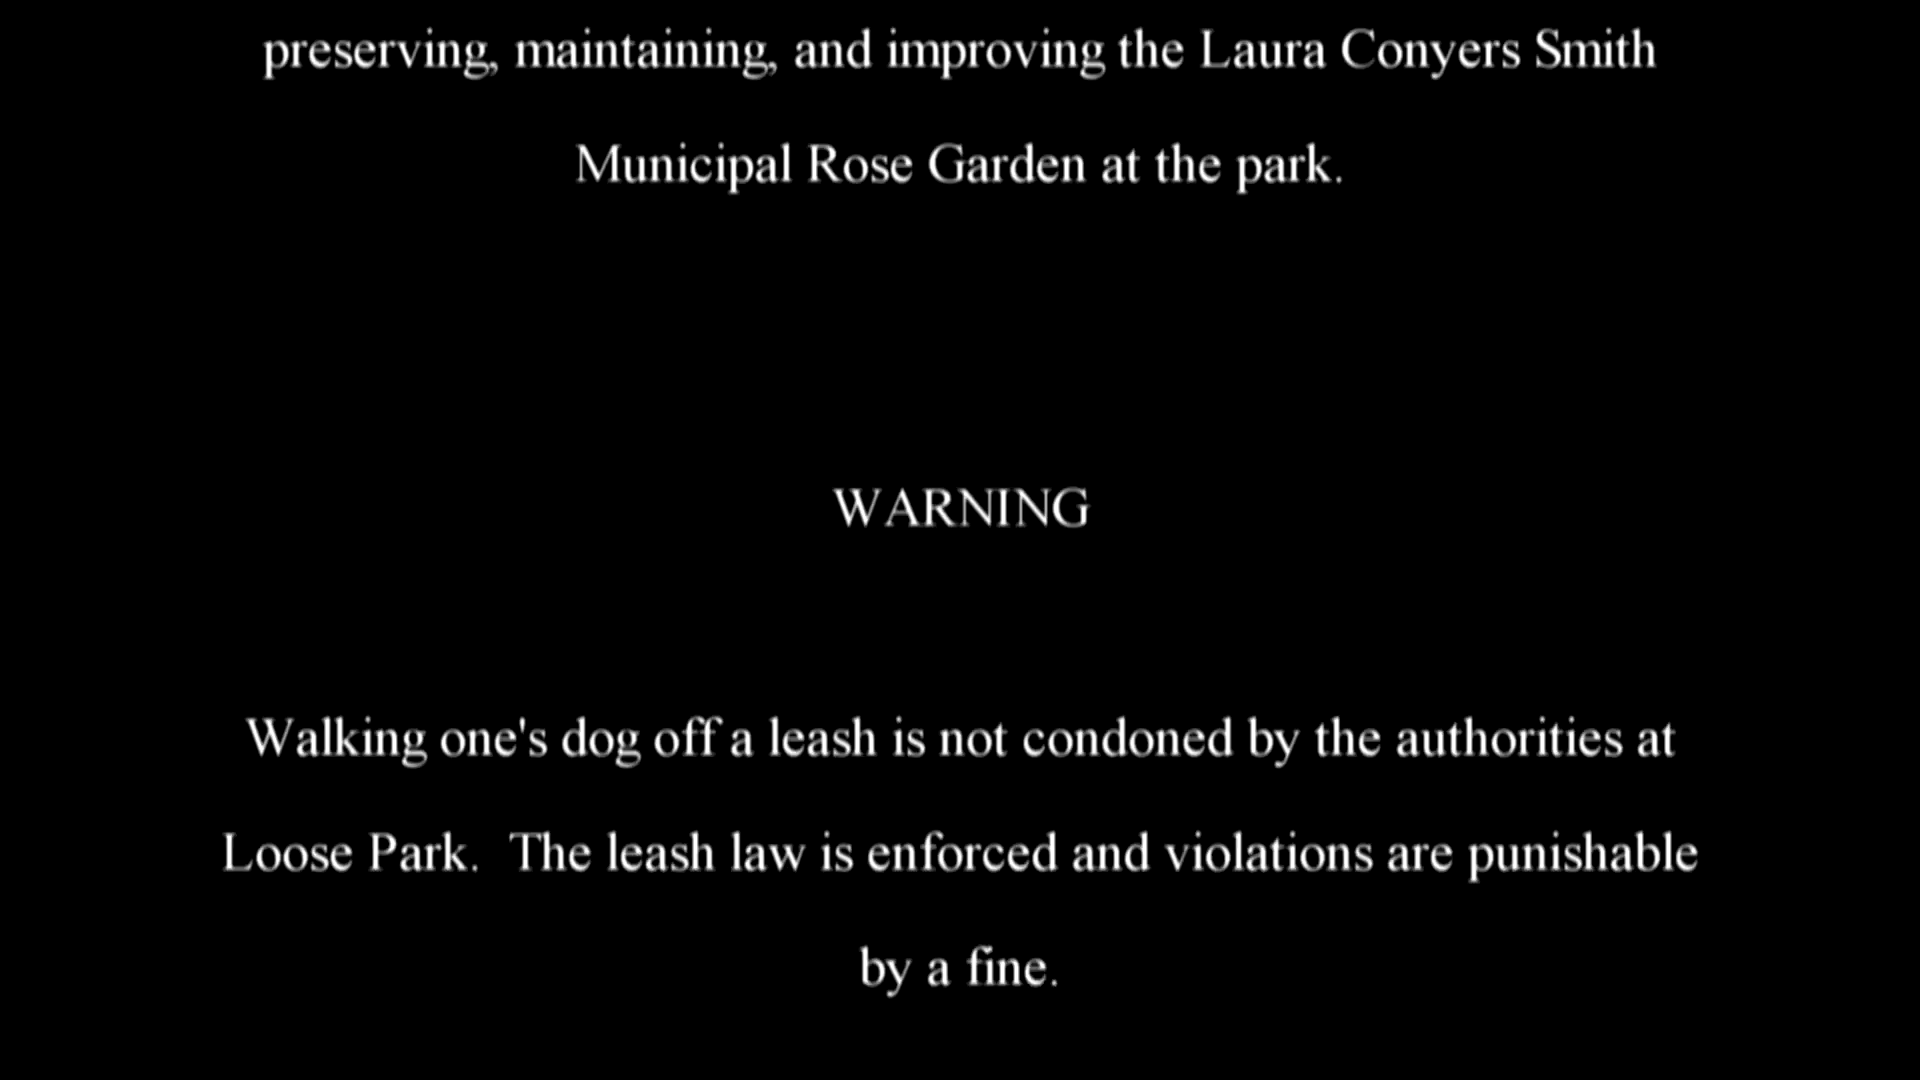 preserving, maintaining, and improving the Laura Conyers Smith
Municipal Rose Garden at the park.
WARNING
Walking one's dog off a leash is not condoned by the authorities at
Loose Park.  The leash law is enforced and violations are punishable
by a fine.